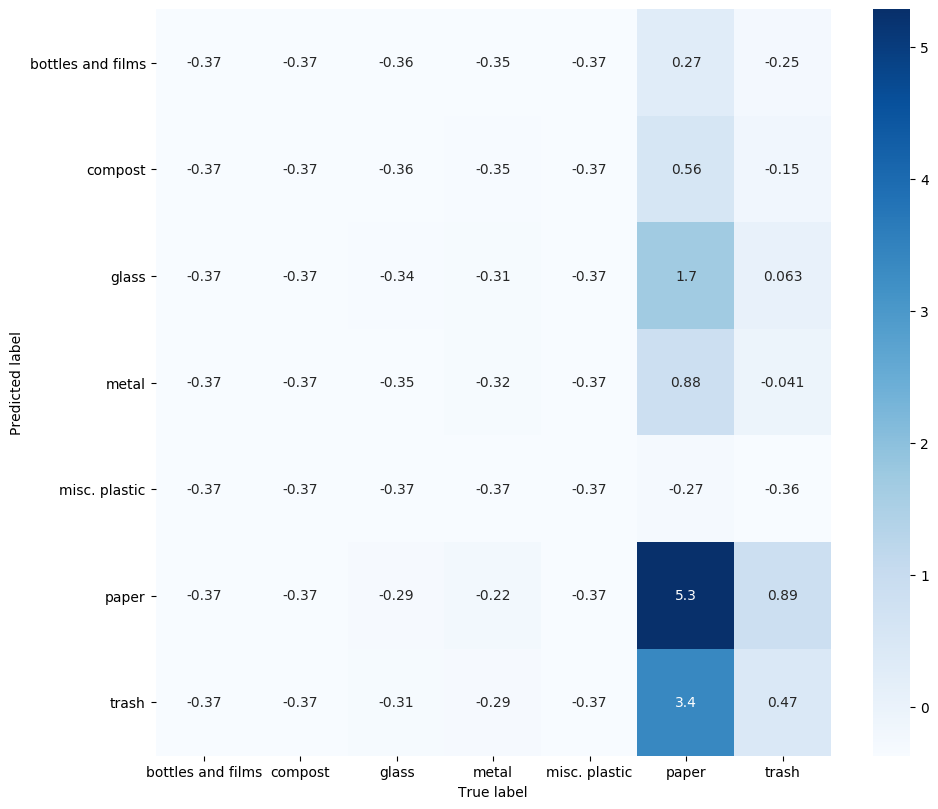 bottles and films -0.37 -0.37 -0.36 -0.35 -0.37 0.27 -0.25
compost -0.37 -0.37 -0.36 -0.35 -0.37 0.56 -0.15
glass -0.37 -0.37 -0.34 -0.31 -0.37 1.7 0.063
metal -0.37 -0.37 -0.35 -0.32 -0.37 0.88 -0.041
misc. plastic -0.37 -0.37 -0.37 -0.37 -0.37 -0.27 -0.36
paper -0.37 -0.37 -0.29 -0.22 -0.37 5.3 0.89
trash -0.37 -0.37 -0.31 -0.29 -0.37 3.4 0.47
bottles and films compost glass metal misc. plastic paper trash
True label
Predicted label
5
4
3
2
1
0